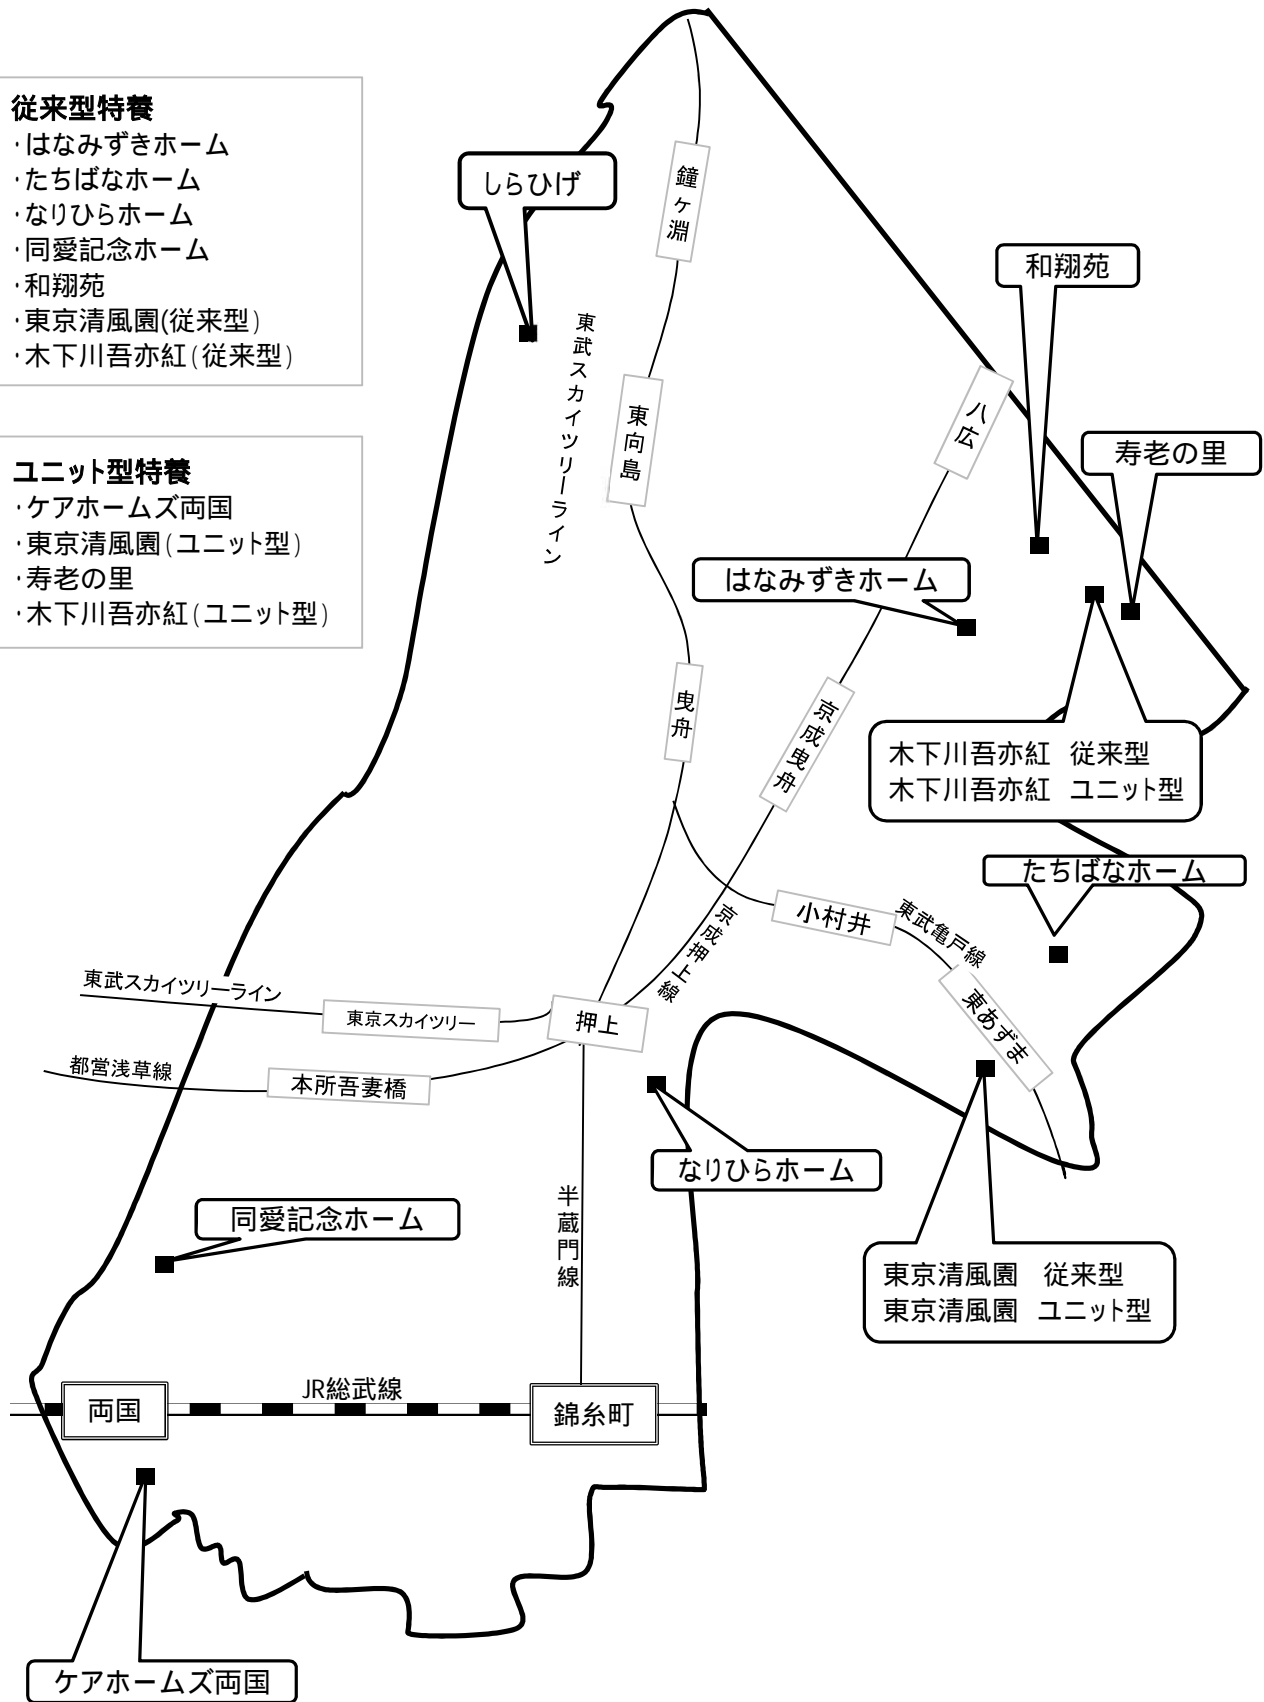 従来型特養
･はなみずきホーム
･たちばなホーム
･なりひらホーム
･同愛記念ホーム
･和翔苑
･東京清風園(従来型)
･木下川吾亦紅(従来型)
ユニット型特養
･ケアホームズ両国
･東京清風園(ユニット型)
･寿老の里
･木下川吾亦紅(ユニット型)
しらひげ
鐘ヶ淵
和翔苑
東武スカイツリーライン
東向島
八広
寿老の里
はなみずきホーム
曳舟
京成曳舟
木下川吾亦紅　従来型
木下川吾亦紅　ユニット型
たちばなホーム
小村井
東武亀戸線
京成押上線
東武スカイツリーライン
東京スカイツリー
押上
東あずま
都営浅草線
本所吾妻橋
なりひらホーム
半蔵門線
同愛記念ホーム
東京清風園　従来型
東京清風園　ユニット型
JR総武線
両国
錦糸町
ケアホームズ両国